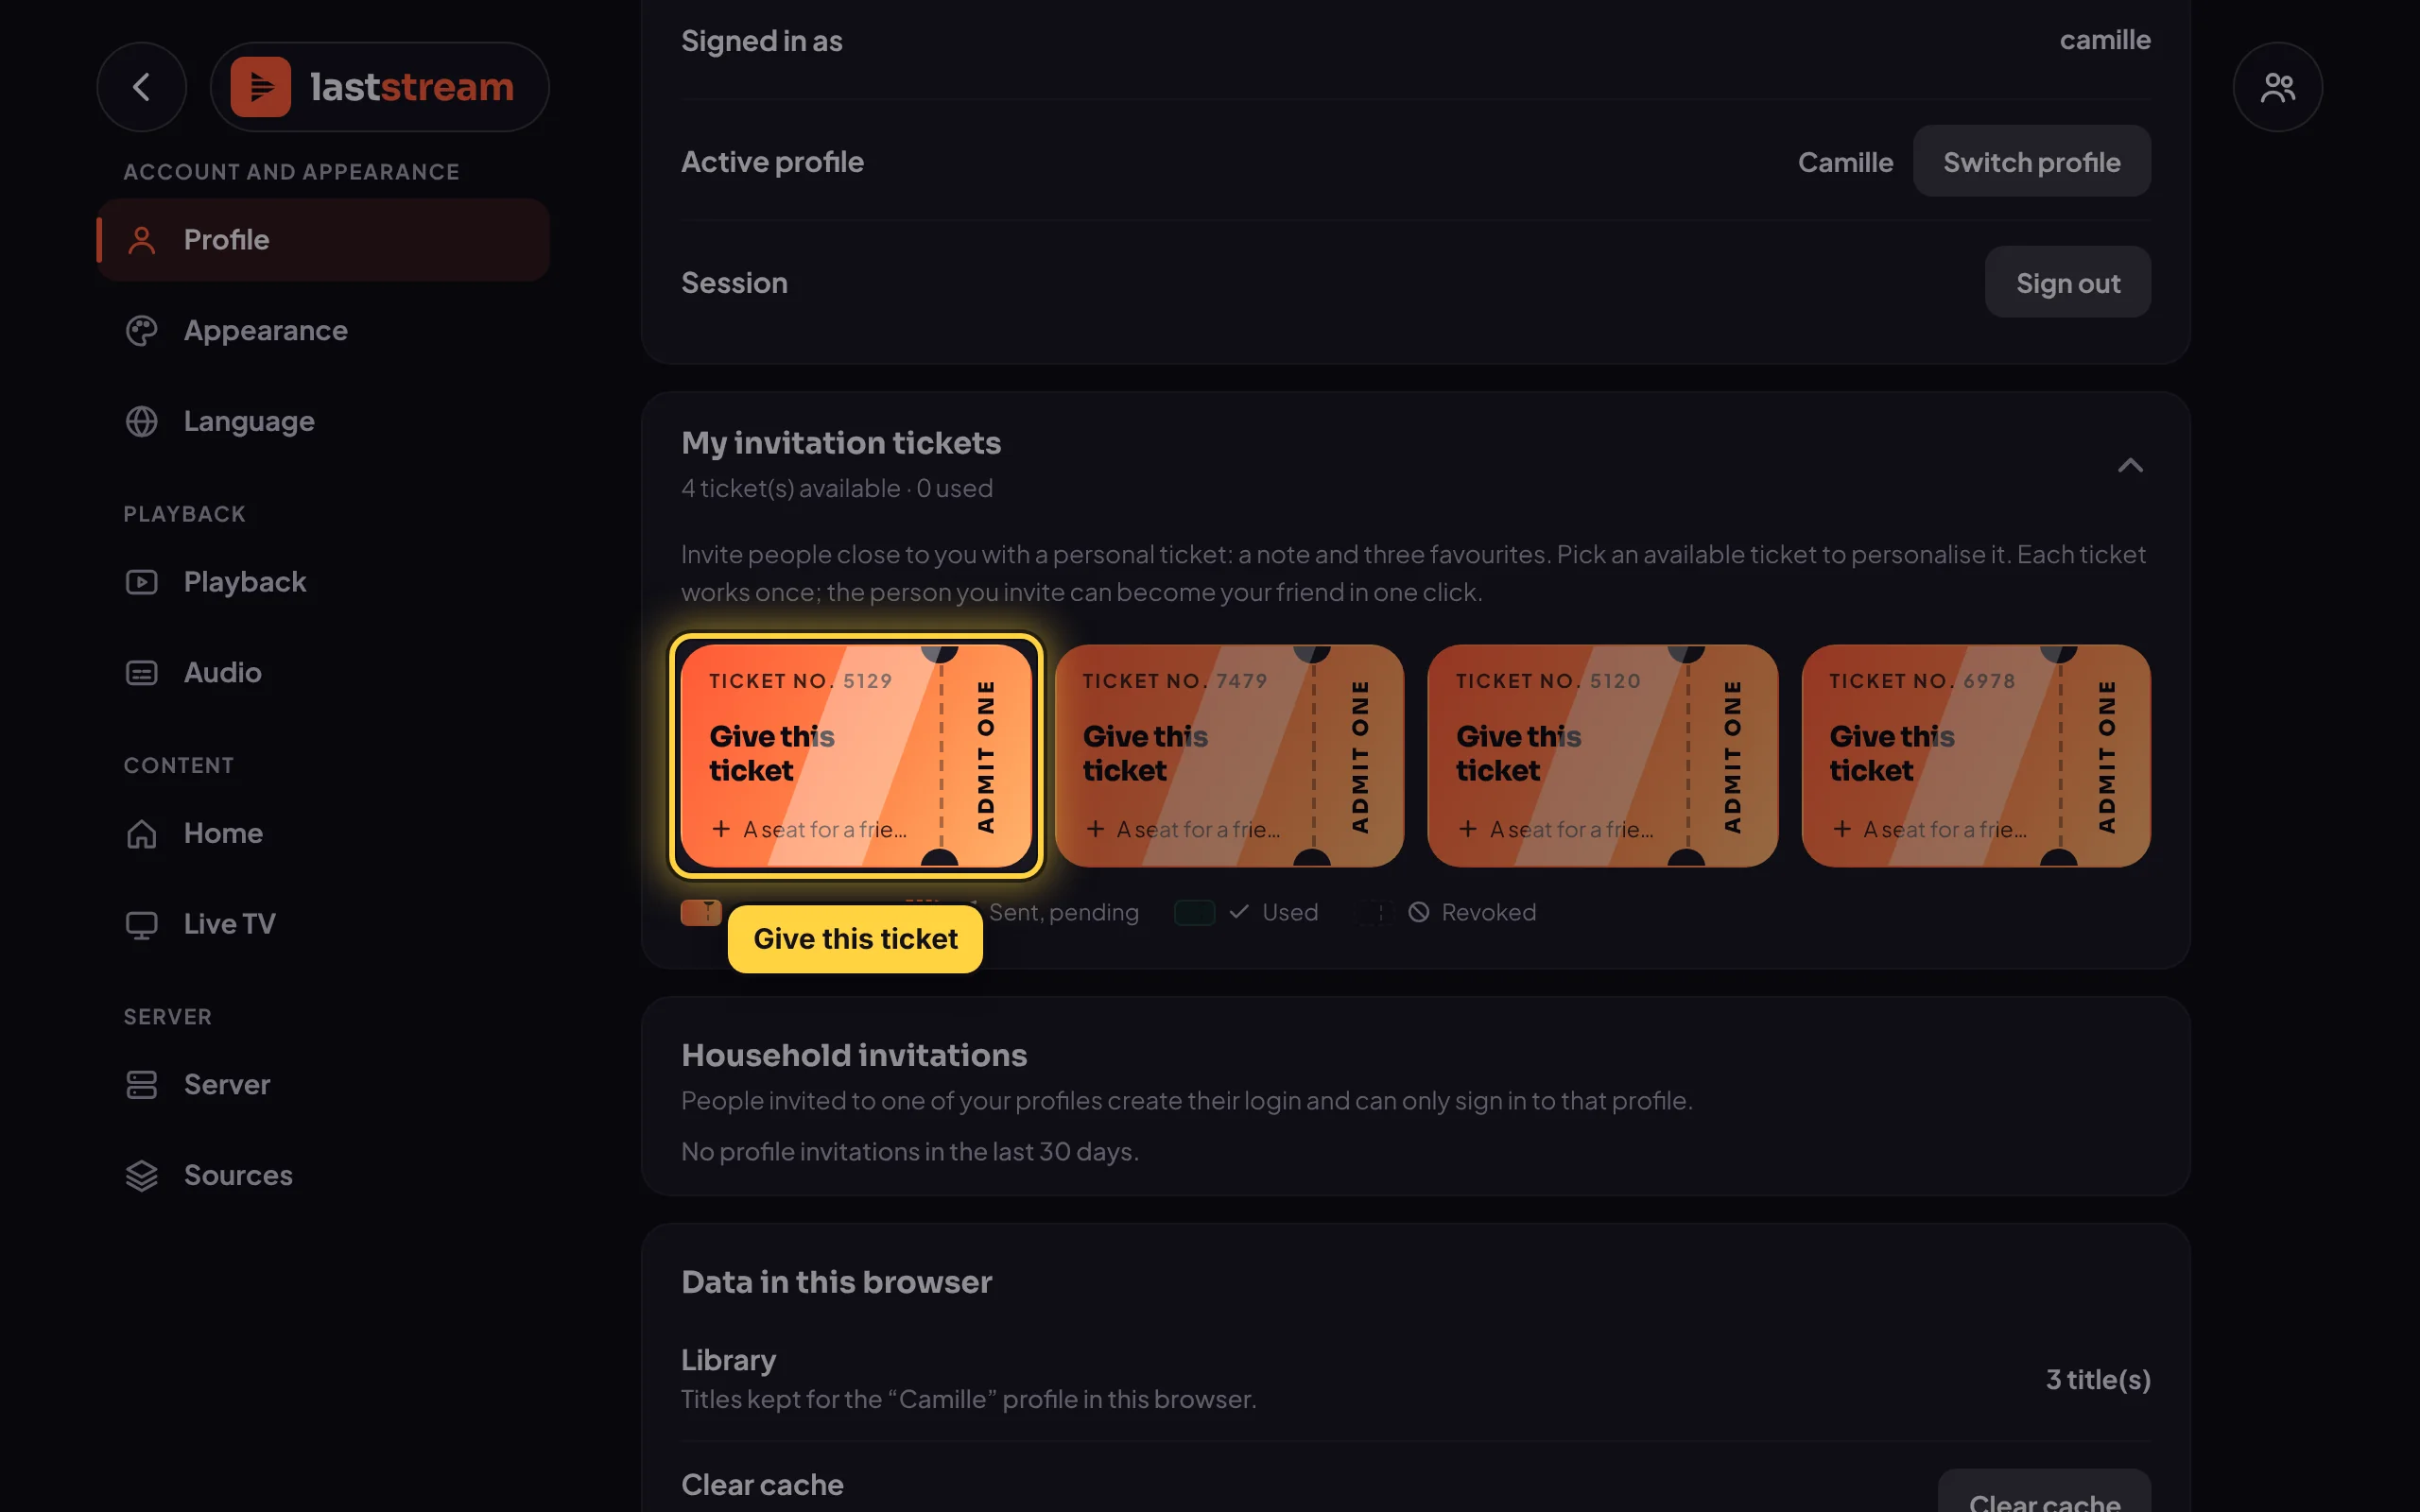 laststream
ACCOUNT AND APPEARANCE
Profile
Appearance
Language
PLAYBACK
Playback
Audio
CONTENT
Home
Live TV
SERVER
Server
Sources
Signed in as
camille
Active profile
Camille
Switch profile
Session
Sign out
My invitation tickets
4 ticket(s) available · 0 used
Invite people close to you with a personal ticket: a note and three favourites. Pick an available ticket to personalise it. Each ticket
works once; the person you invite can become your friend in one click.
TICKET NO. 5129
Give this
ticket
+ A seat for a frie...
ADMIT ONE
TICKET NO. 7479
Give this
ticket
+ A seat for a frie...
ADMIT ONE
TICKET NO. 5120
Give this
ticket
+ A seat for a frie...
ADMIT ONE
TICKET NO. 6978
Give this
ticket
+ A seat for a frie...
ADMIT ONE
Sent, pending
Used
Revoked
Give this ticket
Household invitations
People invited to one of your profiles create their login and can only sign in to that profile.
No profile invitations in the last 30 days.
Data in this browser
Library
Titles kept for the “Camille” profile in this browser.
3 title(s)
Clear cache
Clear cache